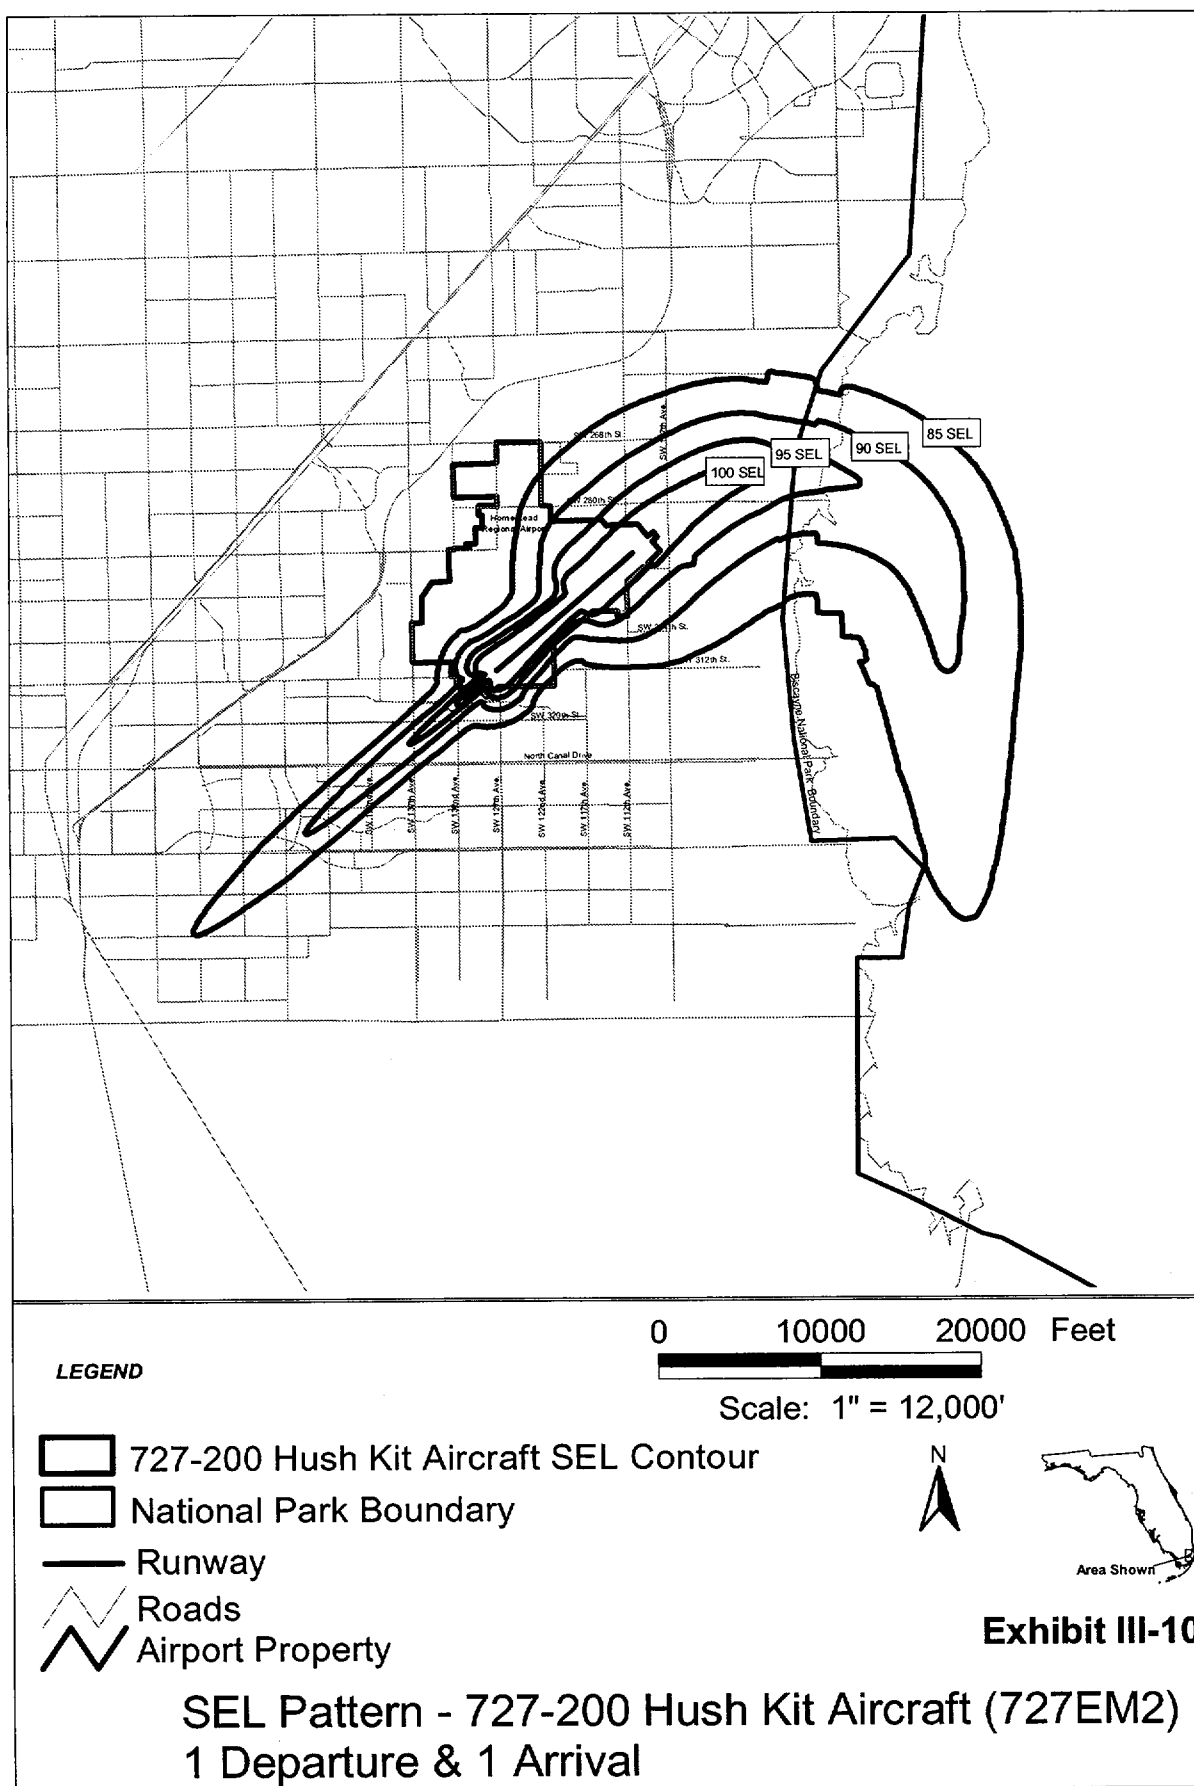 85 SEL
90 SEL
95 SEL
100 SEL
SW 268th St.
SW 280th St.
Homestead
Regional Airport
SW 312th St.
SW 320th St.
North Canal Drive
SW 137th Ave.
SW 132nd Ave.
SW 127th Ave.
SW 122nd Ave.
SW 117th Ave.
SW 112th Ave.
Biscayne National Park Boundary
0 10000 20000 Feet
Scale: 1" = 12,000'
LEGEND
727-200 Hush Kit Aircraft SEL Contour
National Park Boundary
Runway
Roads
Airport Property
N
Area Shown
Exhibit III-10
SEL Pattern - 727-200 Hush Kit Aircraft (727EM2)
1 Departure & 1 Arrival